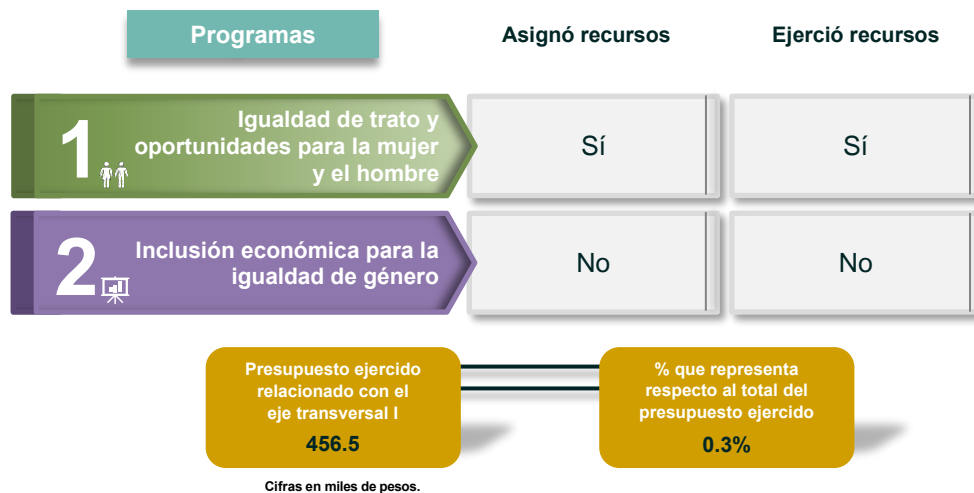 Programas
Asignó recursos
Ejerció recursos
1
Igualdad de trato y
oportunidades para la mujer
y el hombre
Sí
Sí
2
Inclusión económica para la
igualdad de género
No
No
Presupuesto ejercido
relacionado con el
eje transversal I
456.5
% que representa
respecto al total del
presupuesto ejercido
0.3%
Cifras en miles de pesos.